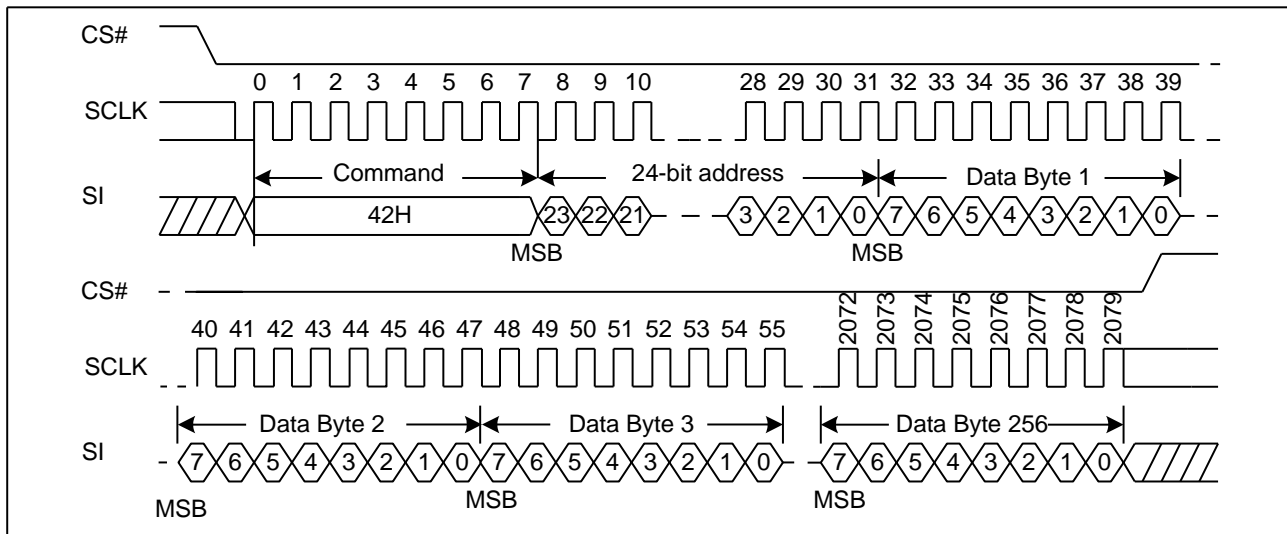 CS#
0 1 2 3 4 5 6 7 8 9 10 28 29 30 31 32 33 34 35 36 37 38 39
SCLK
Command 24-bit address Data Byte 1
SI
42H 23 22 21 3 2 1 0 7 6 5 4 3 2 1 0
MSB MSB
CS#
2072 2073 2074 2075 2076 2077 2078 2079
40 41 42 43 44 45 46 47 48 49 50 51 52 53 54 55
SCLK
Data Byte 2 Data Byte 3 Data Byte 256
SI
7 6 5 4 3 2 1 0 7 6 5 4 3 2 1 0 7 6 5 4 3 2 1 0
MSB MSB MSB